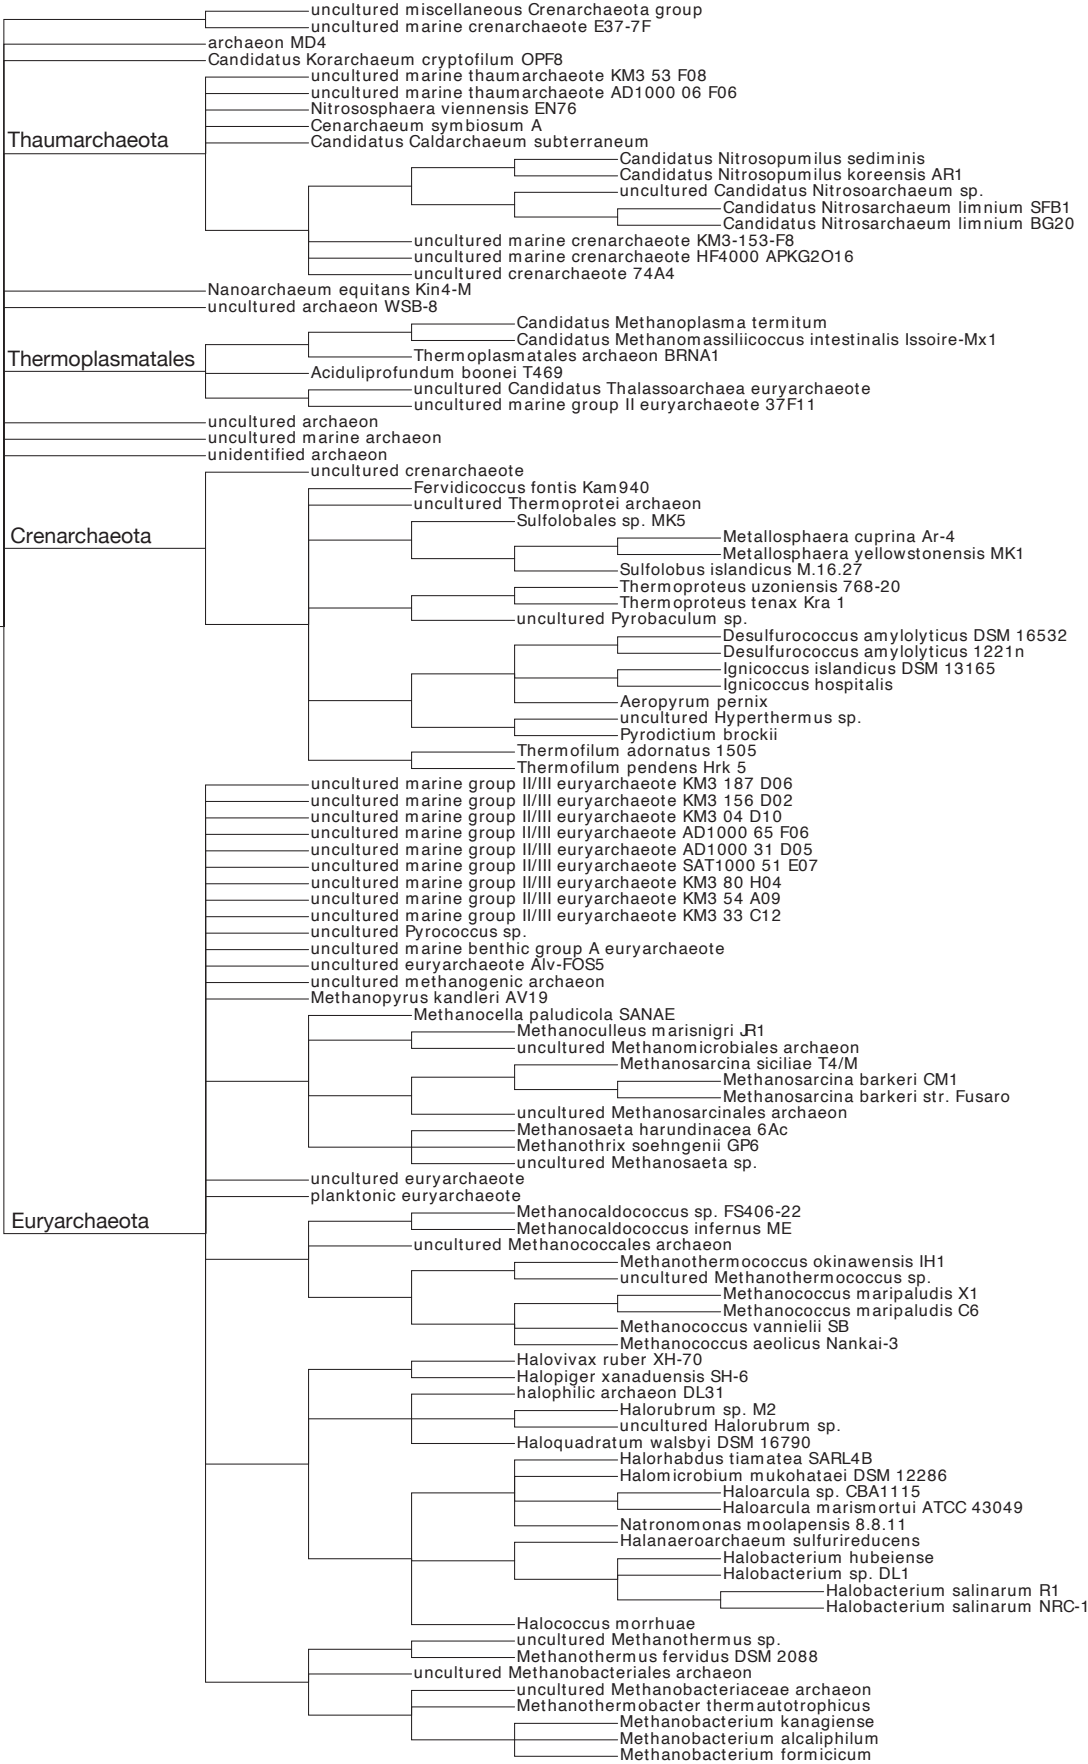 uncultured miscellaneous Crenarchaeota group
uncultured marine crenarchaeote E37-7F
archaeon MD4
Candidatus Korarchaeum cryptofilum OPF8
uncultured marine thaumarchaeote KM3 53 F08
uncultured marine thaumarchaeote AD1000 06 F06
Nitrososphaera viennensis EN76
Cenarchaeum symbiosum A
Thaumarchaeota
Candidatus Caldarchaeum subterraneum
Candidatus Nitrosopumilus sediminis
Candidatus Nitrosopumilus koreensis AR1
uncultured Candidatus Nitrosoarchaeum sp.
Candidatus Nitrosarchaeum limnium SFB1
Candidatus Nitrosarchaeum limnium BG20
uncultured marine crenarchaeote KM3-153-F8
uncultured marine crenarchaeote HF4000 APKG2O16
uncultured crenarchaeote 74A4
Nanoarchaeum equitans Kin4-M
uncultured archaeon WSB-8
Candidatus Methanoplasma termitum
Candidatus Methanomassiliicoccus intestinalis Issoire-Mx1
Thermoplasmatales
Thermoplasmatales archaeon BRNA1
Aciduliprofundum boonei T469
uncultured Candidatus Thalassoarchaea euryarchaeote
uncultured marine group II euryarchaeote 37F11
uncultured archaeon
uncultured marine archaeon
unidentified archaeon
uncultured crenarchaeote
Fervidicoccus fontis Kam940
uncultured Thermoprotei archaeon
Sulfolobales sp. MK5
Crenarchaeota
Metallosphaera cuprina Ar-4
Metallosphaera yellowstonensis MK1
Sulfolobus islandicus M.16.27
Thermoproteus uzoniensis 768-20
Thermoproteus tenax Kra 1
uncultured Pyrobaculum sp.
Desulfurococcus amylolyticus DSM 16532
Desulfurococcus amylolyticus 1221n
Ignicoccus islandicus DSM 13165
Ignicoccus hospitalis
Aeropyrum pernix
uncultured Hyperthermus sp.
Pyrodictium brockii
Thermofilum adornatus 1505
Thermofilum pendens Hrk 5
uncultured marine group II/III euryarchaeote KM3 187 D06
uncultured marine group II/III euryarchaeote KM3 156 D02
uncultured marine group II/III euryarchaeote KM3 04 D10
uncultured marine group II/III euryarchaeote AD1000 65 F06
uncultured marine group II/III euryarchaeote AD1000 31 D05
uncultured marine group II/III euryarchaeote SAT1000 51 E07
uncultured marine group II/III euryarchaeote KM3 80 H04
uncultured marine group II/III euryarchaeote KM3 54 A09
uncultured marine group II/III euryarchaeote KM3 33 C12
uncultured Pyrococcus sp.
uncultured marine benthic group A euryarchaeote
uncultured euryarchaeote Alv-FOS5
uncultured methanogenic archaeon
Methanopyrus kandleri AV19
Methanocella paludicola SANAE
Methanoculleus marisnigri JR1
uncultured Methanomicrobiales archaeon
Methanosarcina siciliae T4/M
Methanosarcina barkeri CM1
Methanosarcina barkeri str. Fusaro
uncultured Methanosarcinales archaeon
Methanosaeta harundinacea 6Ac
Methanothrix soehngenii GP6
uncultured Methanosaeta sp.
uncultured euryarchaeote
planktonic euryarchaeote
Methanocaldococcus sp. FS406-22
Euryarchaeota
Methanocaldococcus infernus ME
uncultured Methanococcales archaeon
Methanothermococcus okinawensis IH1
uncultured Methanothermococcus sp.
Methanococcus maripaludis X1
Methanococcus maripaludis C6
Methanococcus vannielii SB
Methanococcus aeolicus Nankai-3
Halovivax ruber XH-70
Halopiger xanaduensis SH-6
halophilic archaeon DL31
Halorubrum sp. M2
uncultured Halorubrum sp.
Haloquadratum walsbyi DSM 16790
Halorhabdus tiamatea SARL4B
Halomicrobium mukohataei DSM 12286
Haloarcula sp. CBA1115
Haloarcula marismortui ATCC 43049
Natronomonas moolapensis 8.8.11
Halanaeroarchaeum sulfurireducens
Halobacterium hubeiense
Halobacterium sp. DL1
Halobacterium salinarum R1
Halobacterium salinarum NRC-1
Halococcus morrhuae
uncultured Methanothermus sp.
Methanothermus fervidus DSM 2088
uncultured Methanobacteriales archaeon
uncultured Methanobacteriaceae archaeon
Methanothermobacter thermautotrophicus
Methanobacterium kanagiense
Methanobacterium alcaliphilum
Methanobacterium formicicum